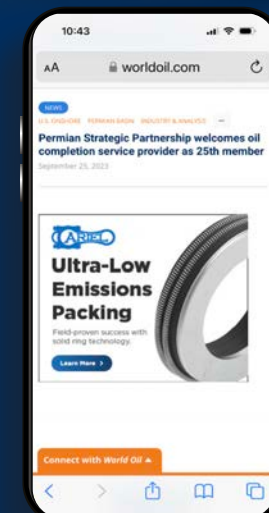 10:43
AA worldoil.com
NEWS
U.S. ONSHORE PERMIAN BASIN INDUSTRY & ANALYSIS
Permian Strategic Partnership welcomes oil
completion service provider as 25th member
September 25, 2023
ARIEL
Ultra-Low
Emissions
Packing
Field-proven success with
solid ring technology.
Learn More >
Connect with World Oil